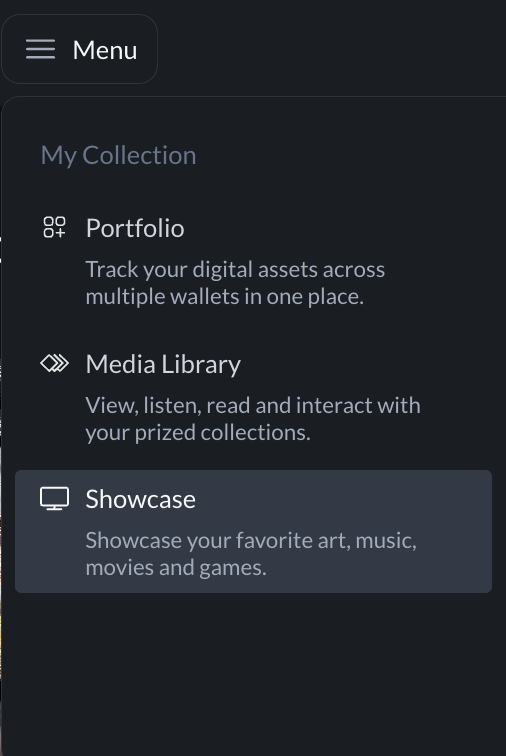 Menu
My Collection
Portfolio
Track your digital assets across
multiple wallets in one place.
Media Library
View, listen, read and interact with
your prized collections.
Showcase
Showcase your favorite art, music,
movies and games.